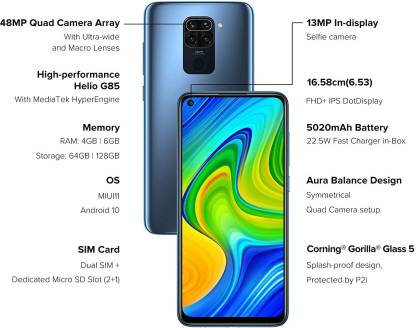 48MP Quad Camera Array
With Ultra-wide
and Macro Lenses
High-performance
Helio G85
With MediaTek HyperEngine
Memory
RAM: 4GB | 6GB
Storage: 64GB | 128GB
OS
MIUI11
Android 10
SIM Card
Dual SIM +
Dedicated Micro SD Slot (2+1)
13MP In-display
Selfie camera
16.58cm(6.53)
FHD+ IPS DotDisplay
5020mAh Battery
22.5W Fast Charger in-Box
Aura Balance Design
Symmetrical
Quad Camera setup
Corning® Gorilla® Glass 5
Splash-proof design,
Protected by P2i